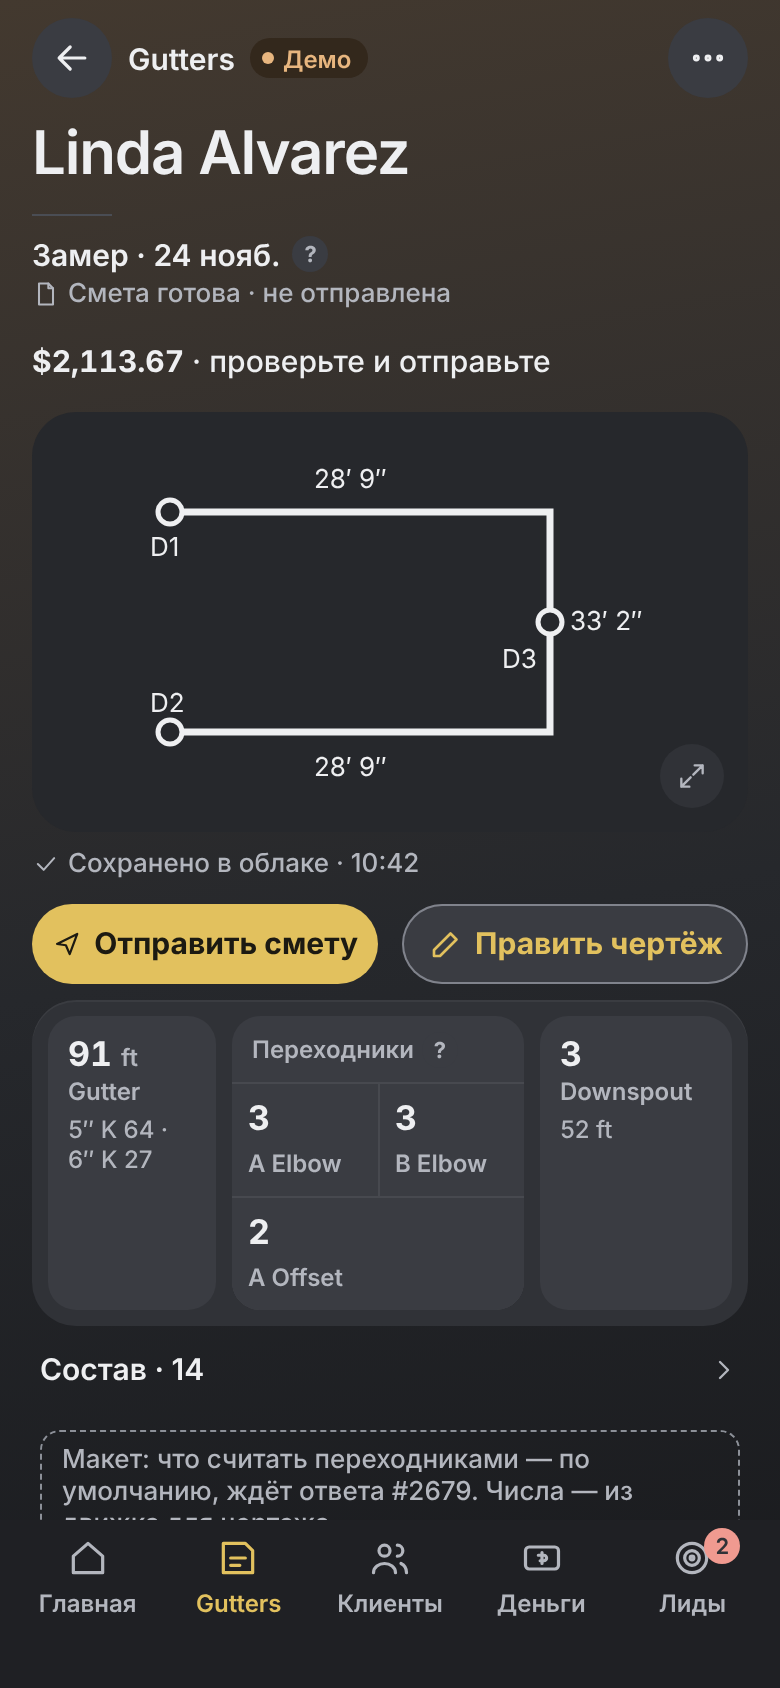 Gutters
Демо
Linda Alvarez
Замер · 24 нояб. ?
Смета готова · не отправлена
$2,113.67 · проверьте и отправьте
28′ 9″
D1
33′ 2″
D3
D2
28′ 9″
Сохранено в облаке · 10:42
Отправить смету
Править чертёж
91 ft
Gutter
5″ K 64 ·
6″ K 27
Переходники ?
3
A Elbow
3
B Elbow
2
A Offset
3
Downspout
52 ft
Состав · 14
Макет: что считать переходниками — по
умолчанию, ждёт ответа #2679. Числа — из
движка для чертежа
Главная
Gutters
Клиенты
Деньги
2
Лиды